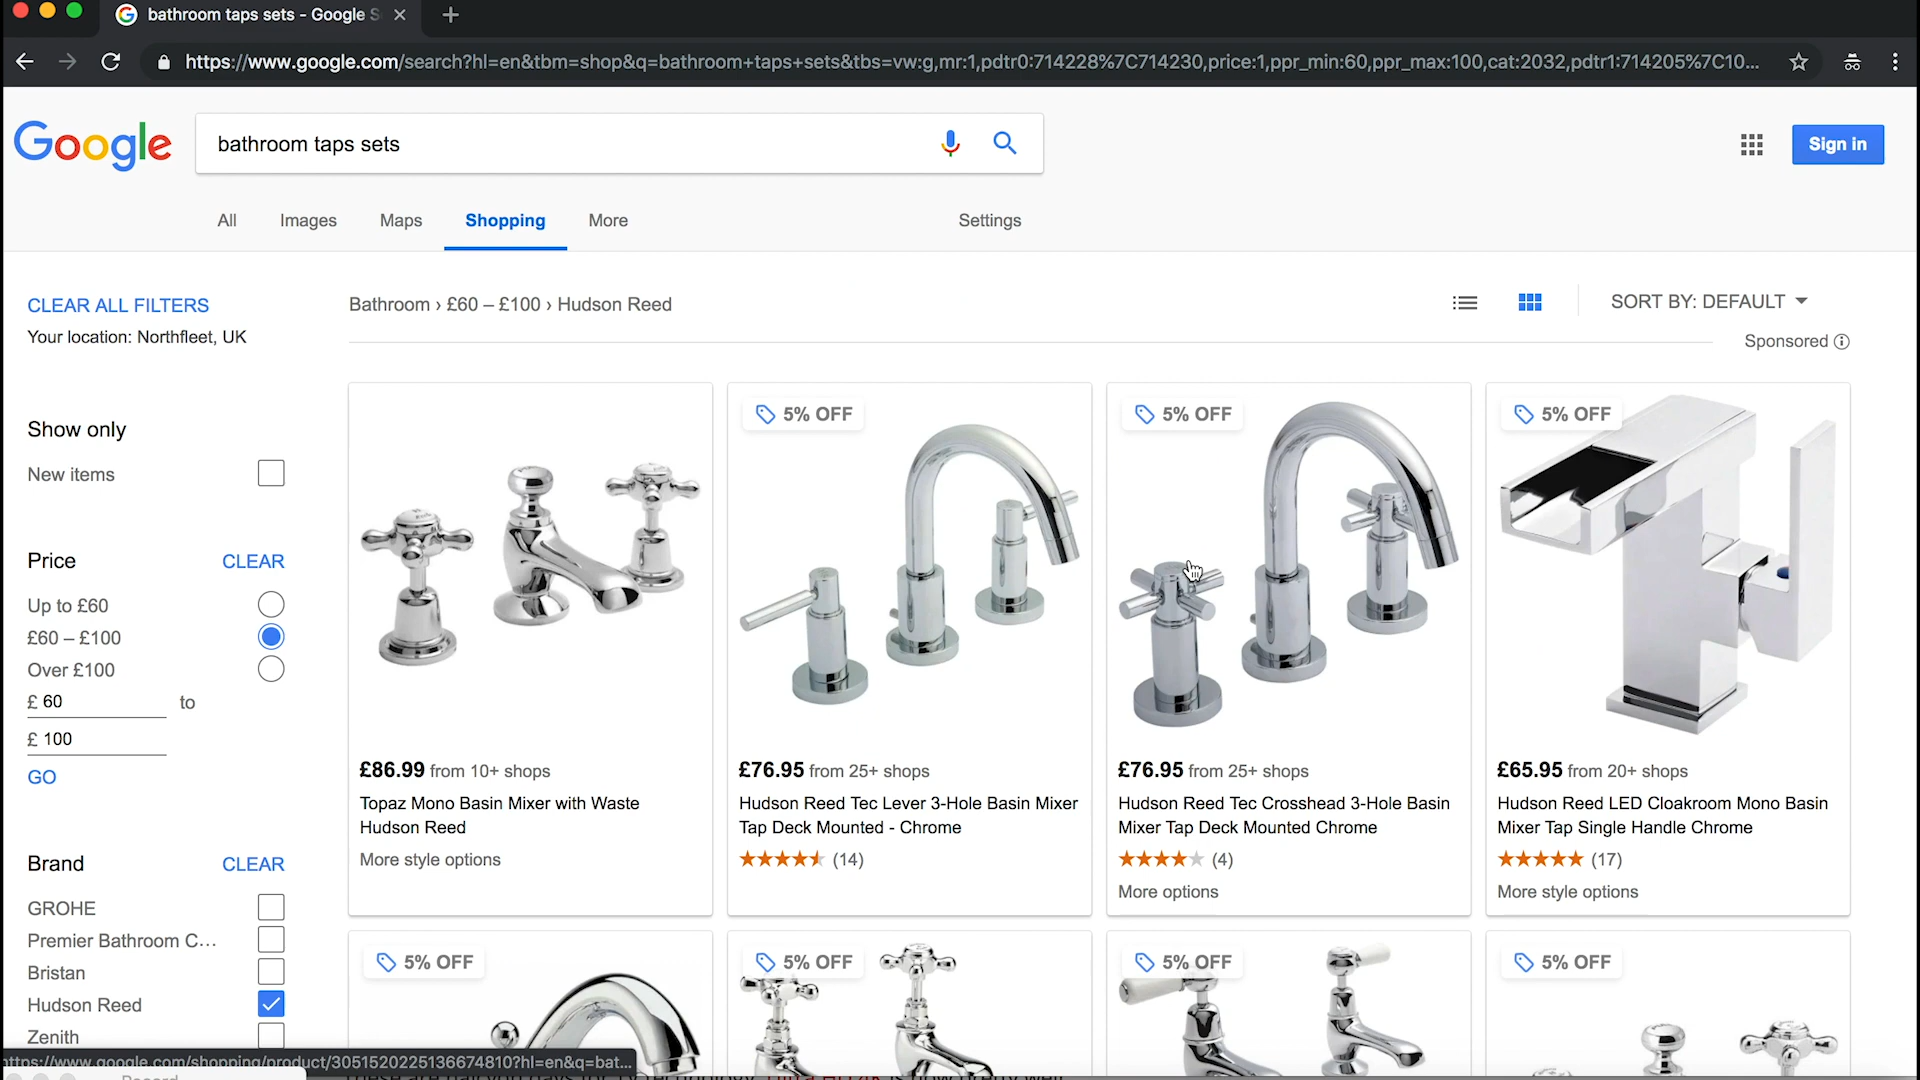 bathroom taps sets - Google S
https://www.google.com/search?hl=en&tbm=shop&q=bathroom+taps+sets&tbs=vw:g,mr:1,pdtr0:714228%7C714230,price:1,ppr_min:60,ppr_max:100,cat:2032,pdtr1:714205%7C10...
Google
bathroom taps sets
Sign in
All Images Maps Shopping More Settings
CLEAR ALL FILTERS
Your location: Northfleet, UK
Bathroom › £60 – £100 › Hudson Reed
SORT BY: DEFAULT
Sponsored
Show only
New items
Price CLEAR
Up to £60
£60 – £100
Over £100
£ 60 to
£ 100
GO
Brand CLEAR
GROHE
Premier Bathroom C...
Bristan
Hudson Reed
Zenith
£86.99 from 10+ shops
Topaz Mono Basin Mixer with Waste
Hudson Reed
More style options
5% OFF
£76.95 from 25+ shops
Hudson Reed Tec Lever 3-Hole Basin Mixer
Tap Deck Mounted - Chrome
(14)
5% OFF
£76.95 from 25+ shops
Hudson Reed Tec Crosshead 3-Hole Basin
Mixer Tap Deck Mounted Chrome
(4)
More options
5% OFF
£65.95 from 20+ shops
Hudson Reed LED Cloakroom Mono Basin
Mixer Tap Single Handle Chrome
(17)
More style options
5% OFF
5% OFF
5% OFF
5% OFF
https://www.google.com/shopping/product/3051520225136674810?hl=en&q=bat...